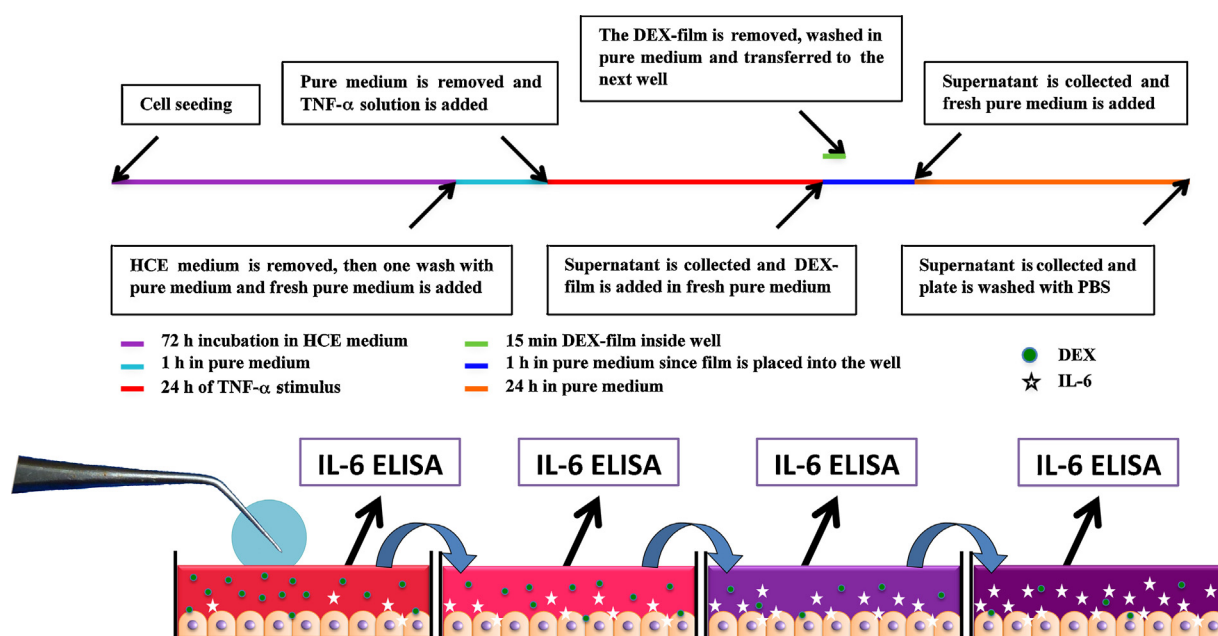 Cell seeding
Pure medium is removed and
TNF-α solution is added
The DEX-film is removed, washed in
pure medium and transferred to the
next well
Supernatant is collected and
fresh pure medium is added
HCE medium is removed, then one wash with
pure medium and fresh pure medium is added
Supernatant is collected and DEX-
film is added in fresh pure medium
Supernatant is collected and
plate is washed with PBS
72 h incubation in HCE medium
1 h in pure medium
24 h of TNF-α stimulus
15 min DEX-film inside well
1 h in pure medium since film is placed into the well
24 h in pure medium
DEX
IL-6
IL-6 ELISA
IL-6 ELISA
IL-6 ELISA
IL-6 ELISA